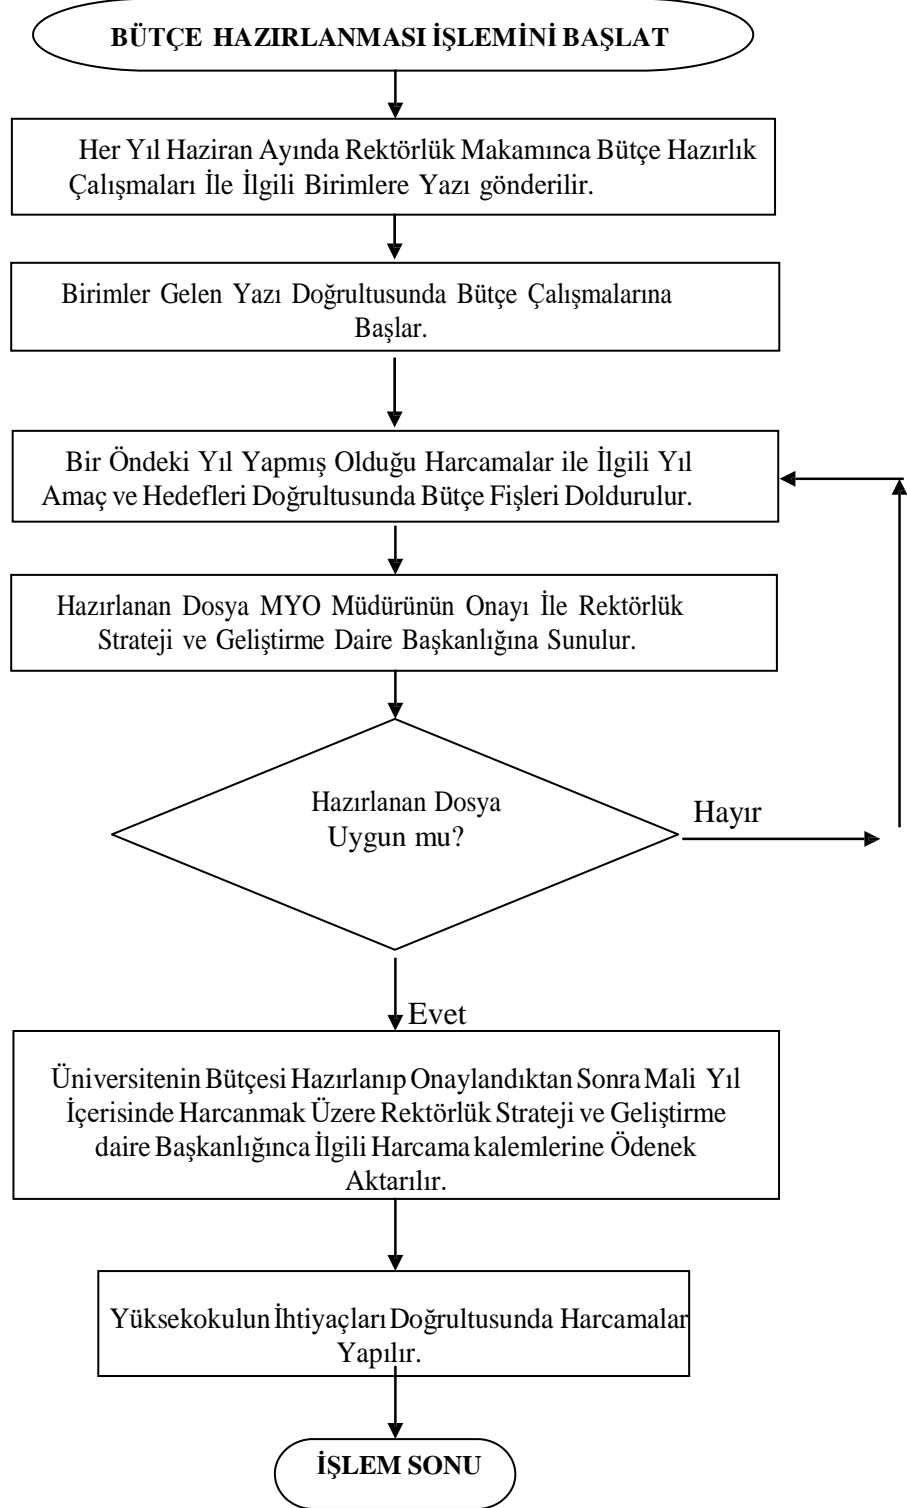 BÜTÇE HAZIRLANMASI İŞLEMİNİ BAŞLAT
Her Yıl Haziran Ayında Rektörlük Makamınca Bütçe Hazırlık
Çalışmaları İle İlgili Birimlere Yazı gönderilir.
Birimler Gelen Yazı Doğrultusunda Bütçe Çalışmalarına
Başlar.
Bir Öndeki Yıl Yapmış Olduğu Harcamalar ile İlgili Yıl
Amaç ve Hedefleri Doğrultusunda Bütçe Fişleri Doldurulur.
Hazırlanan Dosya MYO Müdürünün Onayı İle Rektörlük
Strateji ve Geliştirme Daire Başkanlığına Sunulur.
Hazırlanan Dosya
Uygun mu?
Hayır
Evet
Üniversitenin Bütçesi Hazırlanıp Onaylandıktan Sonra Mali Yıl
İçerisinde Harcanmak Üzere Rektörlük Strateji ve Geliştirme
daire Başkanlığınca İlgili Harcama kalemlerine Ödenek
Aktarılır.
Yüksekokulun İhtiyaçları Doğrultusunda Harcamalar
Yapılır.
İŞLEM SONU